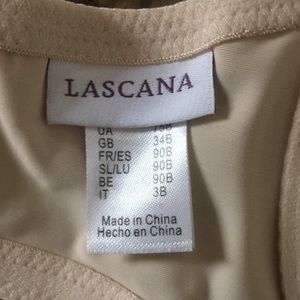 LASCANA
UA 75B
GB 34B
FR/ES 90B
SL/LU 90B
BE 90B
IT 3B
Made in China
Hecho en China